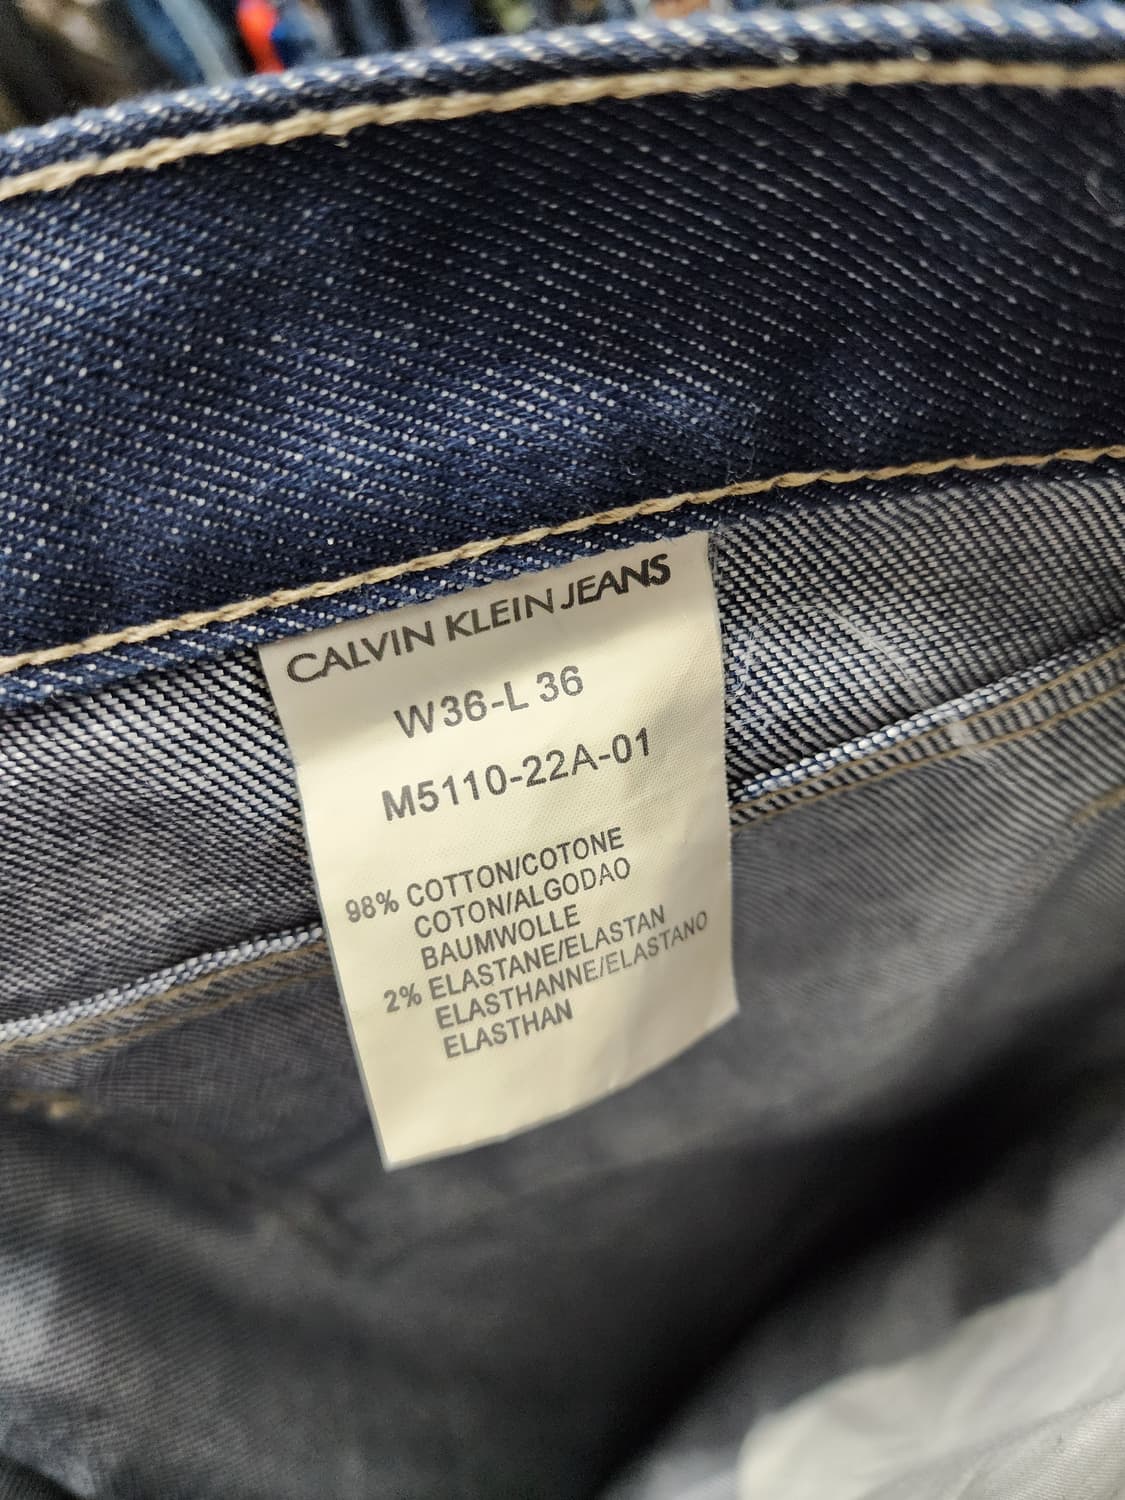 CALVIN KLEIN JEANS
W36-L 36
M5110-22A-01
98% COTTON/COTONE
COTON/ALGODAO
BAUMWOLLE
2% ELASTANE/ELASTAN
ELASTHANNE/ELASTANO
ELASTHAN